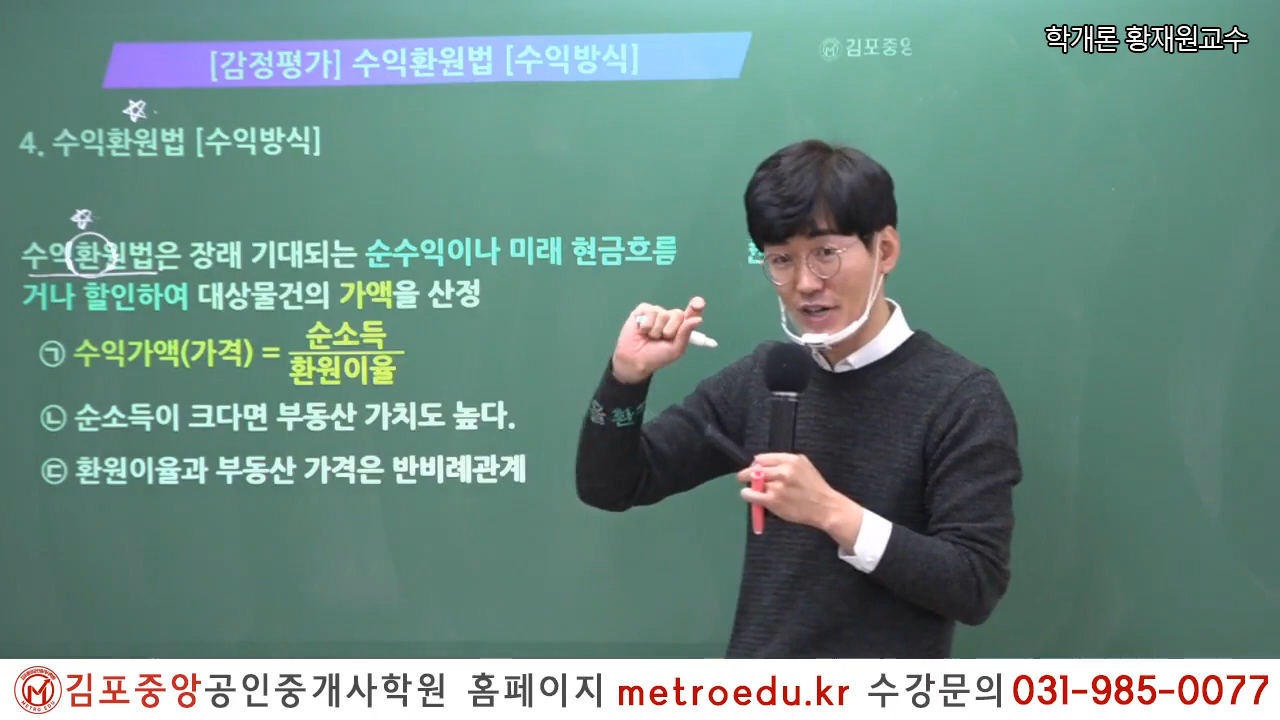 학개론 황재원교수
[감정평가] 수익환원법 [수익방식]
김포중앙
4. 수익환원법 [수익방식]
수익환원법은 장래 기대되는 순수익이나 미래 현금흐름
거나 할인하여 대상물건의 가액을 산정
㉠ 수익가액(가격) = 순소득
환원이율
㉡ 순소득이 크다면 부동산 가치도 높다.
㉢ 환원이율과 부동산 가격은 반비례관계
METRO EDU
김포중앙공인중개사학원 홈페이지 metroedu.kr 수강문의 031-985-0077